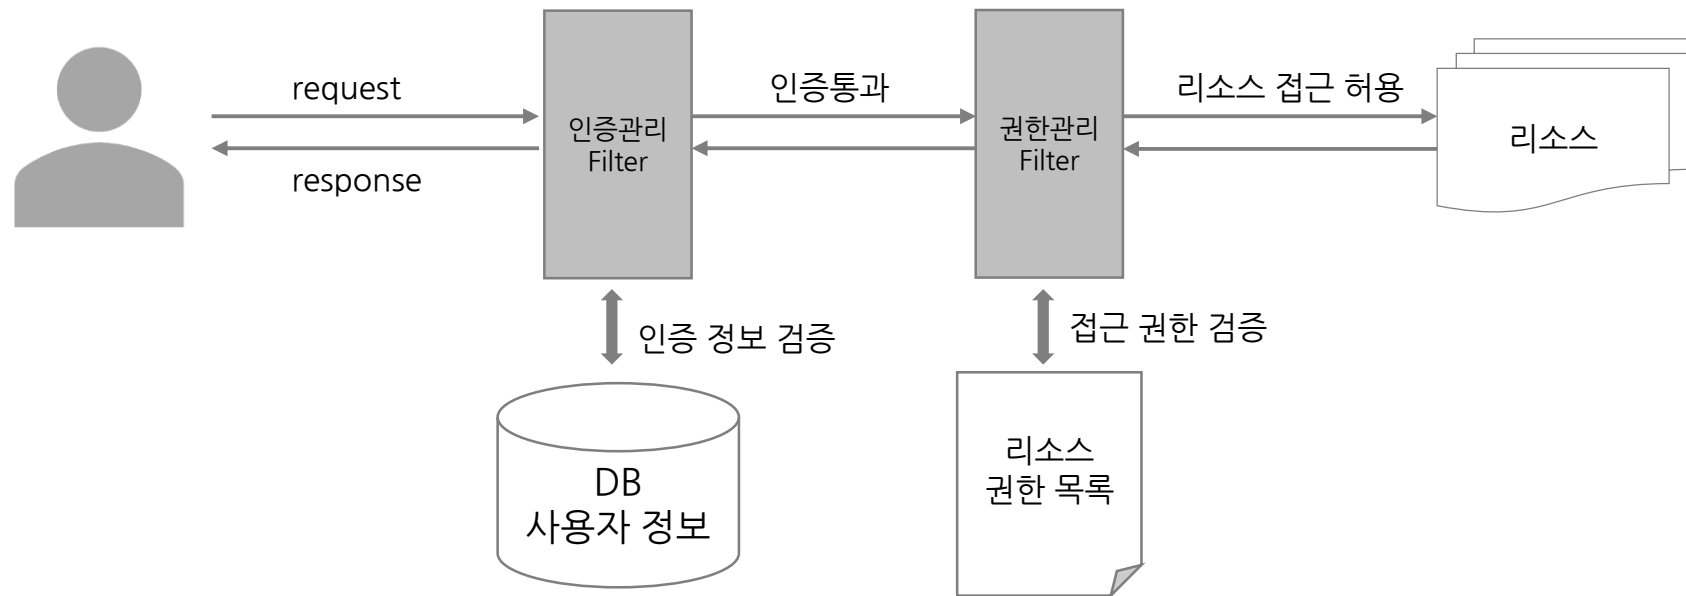 request
response
인증관리
Filter
인증통과
권한관리
Filter
리소스 접근 허용
리소스
인증 정보 검증
접근 권한 검증
DB
사용자 정보
리소스
권한 목록